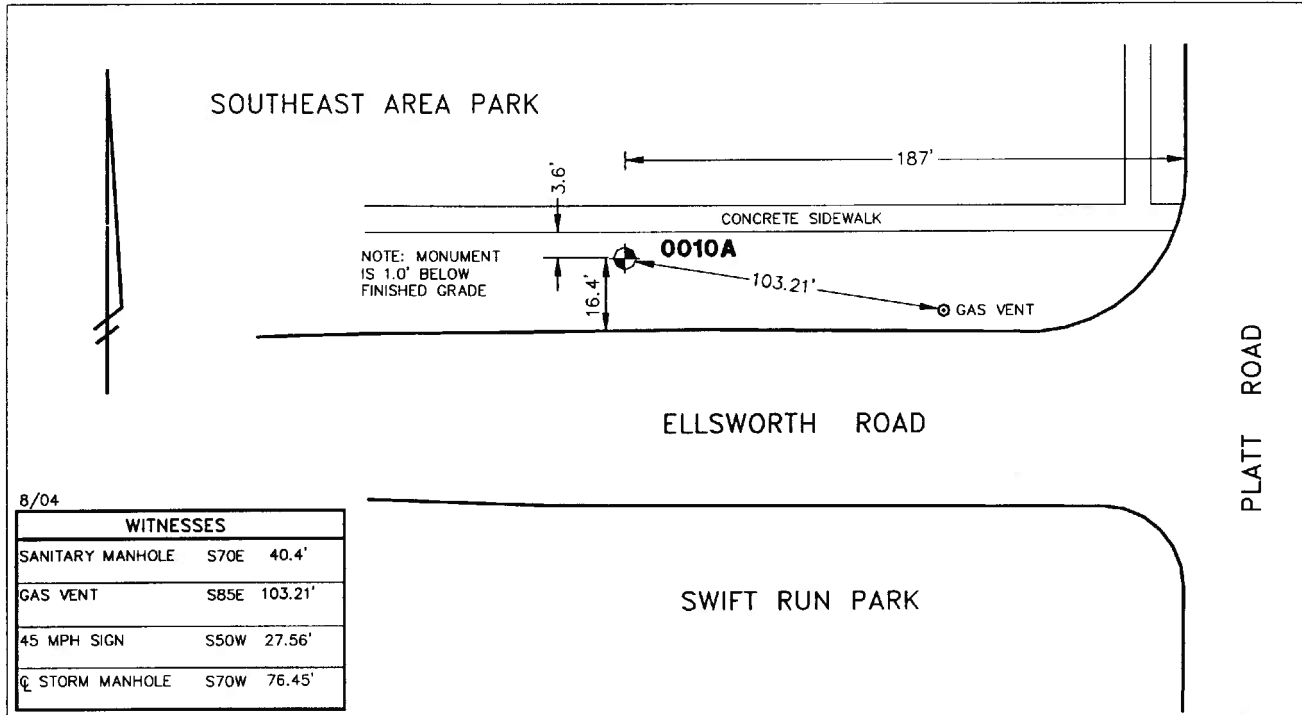 SOUTHEAST AREA PARK
187'
3.6'
CONCRETE SIDEWALK
NOTE: MONUMENT
IS 1.0' BELOW
FINISHED GRADE
0010A
16.4'
103.21'
GAS VENT
ELLSWORTH ROAD
PLATT ROAD
8/04
WITNESSES
SANITARY MANHOLE S70E 40.4'
GAS VENT S85E 103.21'
45 MPH SIGN S50W 27.56'
℄ STORM MANHOLE S70W 76.45'
SWIFT RUN PARK